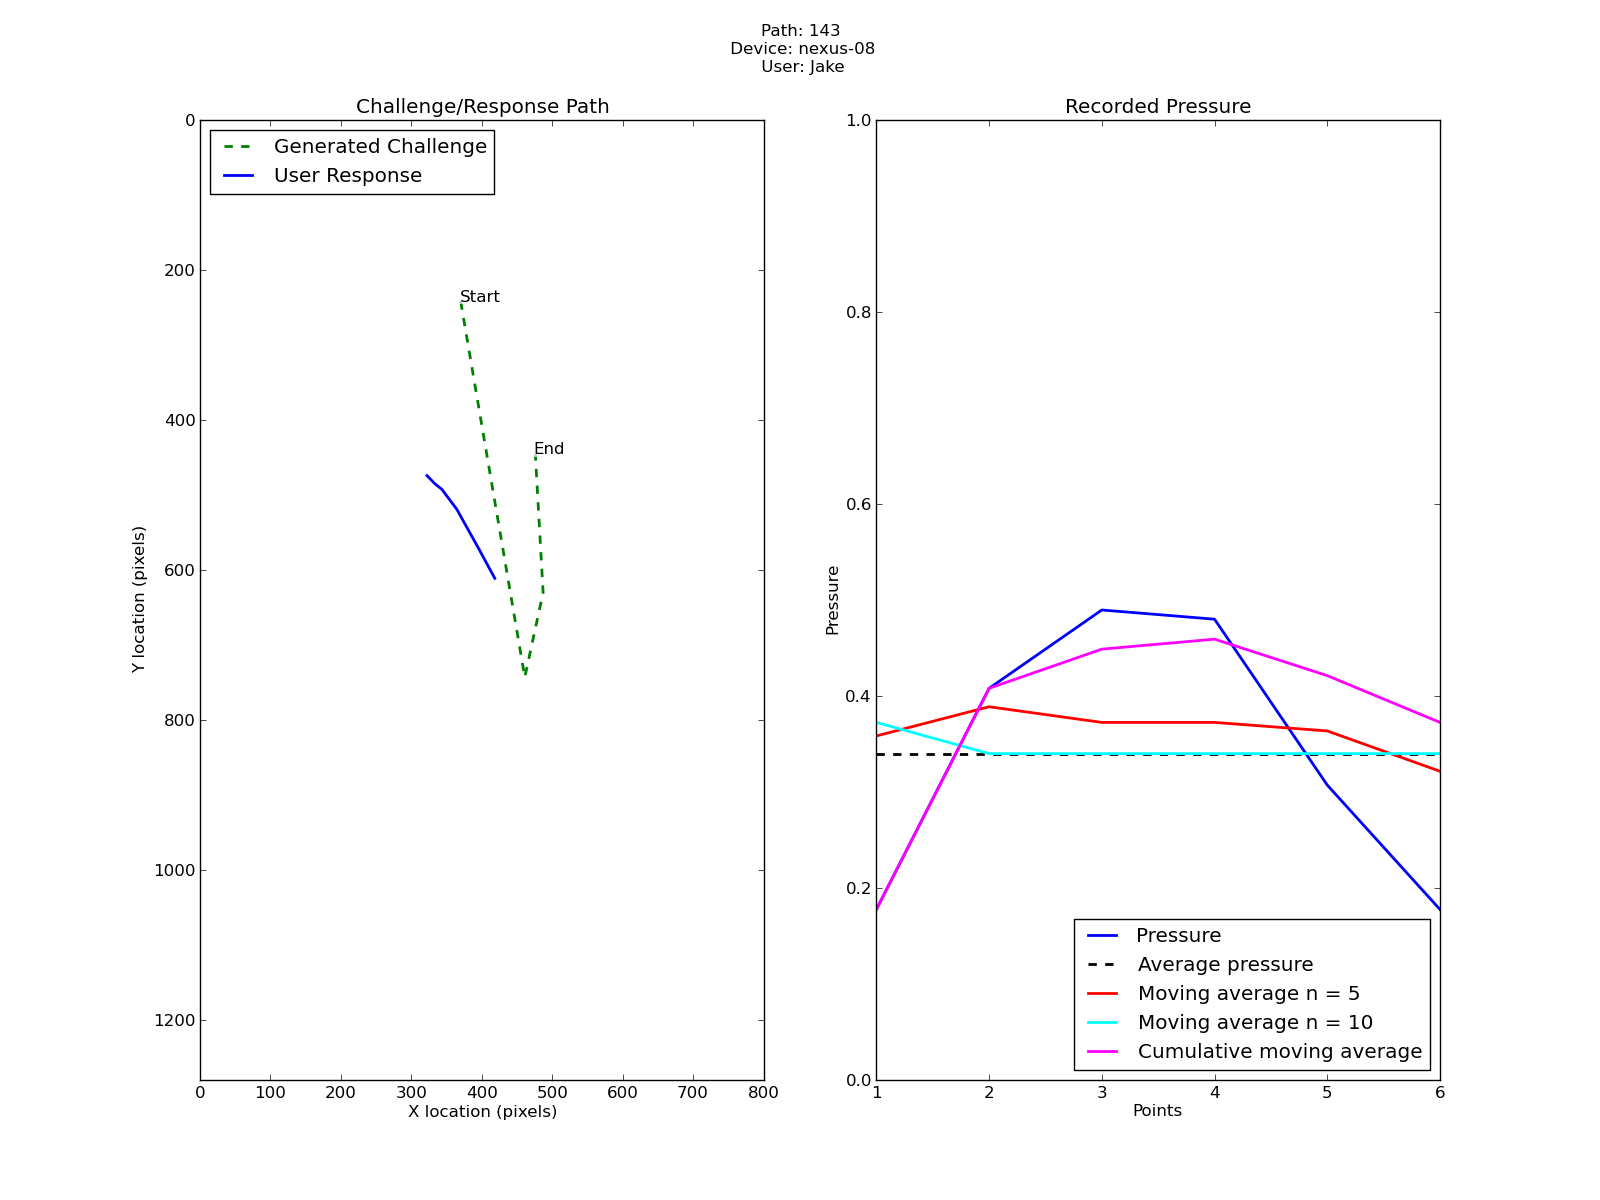 Path: 143
Device: nexus-08
User: Jake
Challenge/Response Path
Generated Challenge
User Response
Start
End
0
200
400
600
800
1000
1200
Y location (pixels)
0 100 200 300 400 500 600 700 800
X location (pixels)
Recorded Pressure
1.0
0.8
0.6
0.4
0.2
0.0
Pressure
Pressure
Average pressure
Moving average n = 5
Moving average n = 10
Cumulative moving average
1 2 3 4 5 6
Points